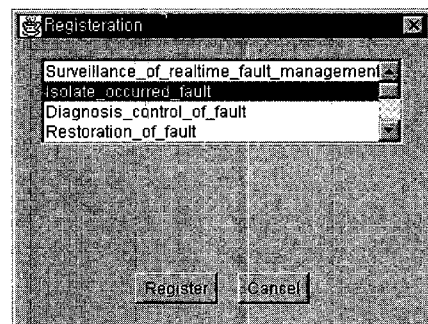 Registeration
Surveillance_of_realtime_fault_management
Isolate_occurred_fault
Diagnosis_control_of_fault
Restoration_of_fault
Register
Cancel